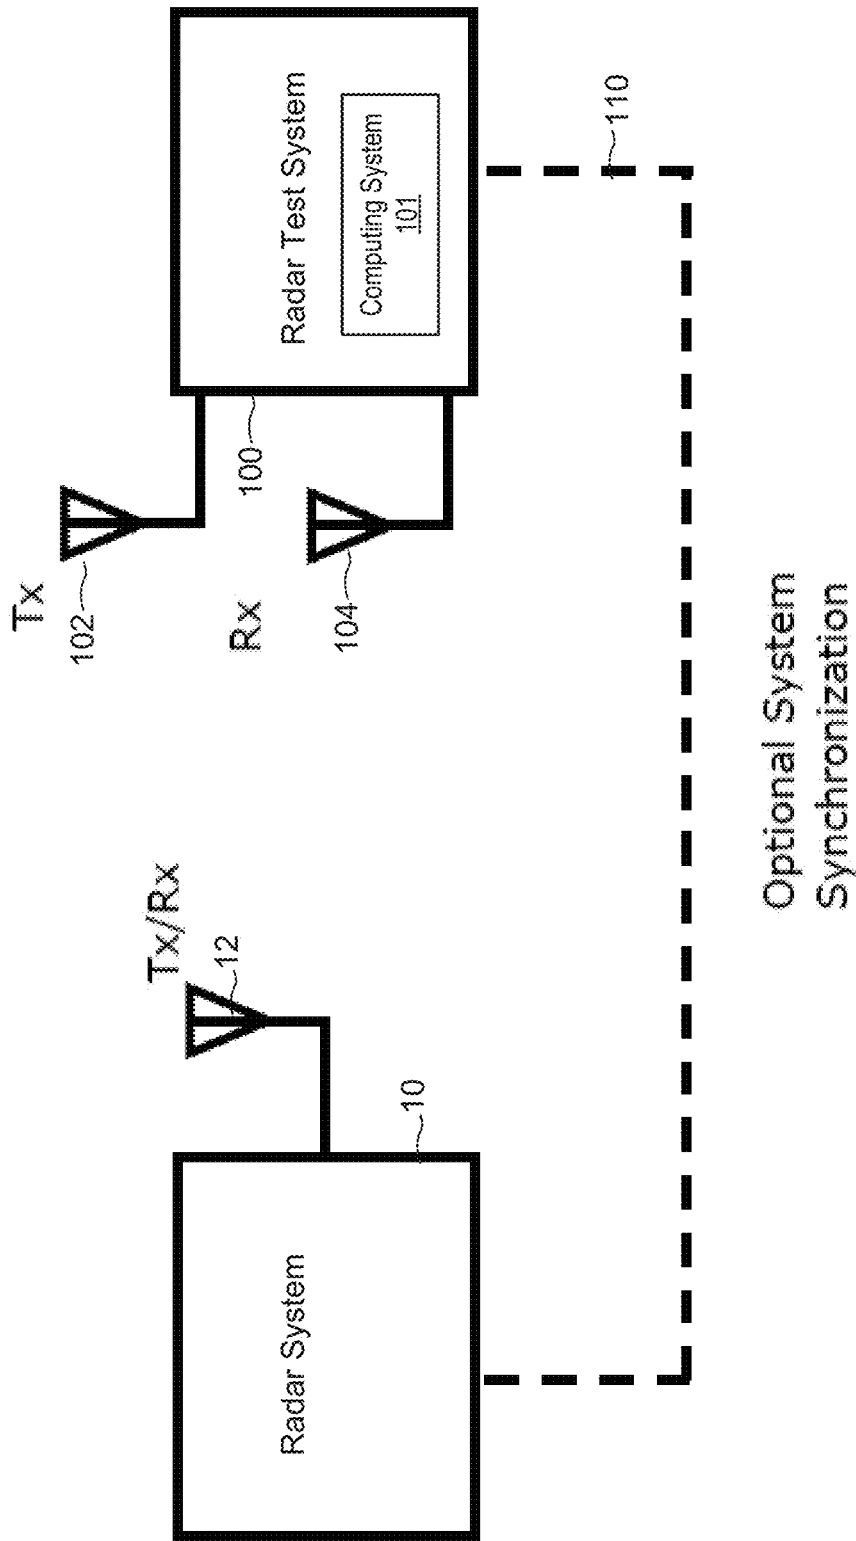 Tx/Rx
12
Radar System
10
Tx
102
Rx
104
100
Radar Test System
Computing System
101
110
Optional System
Synchronization